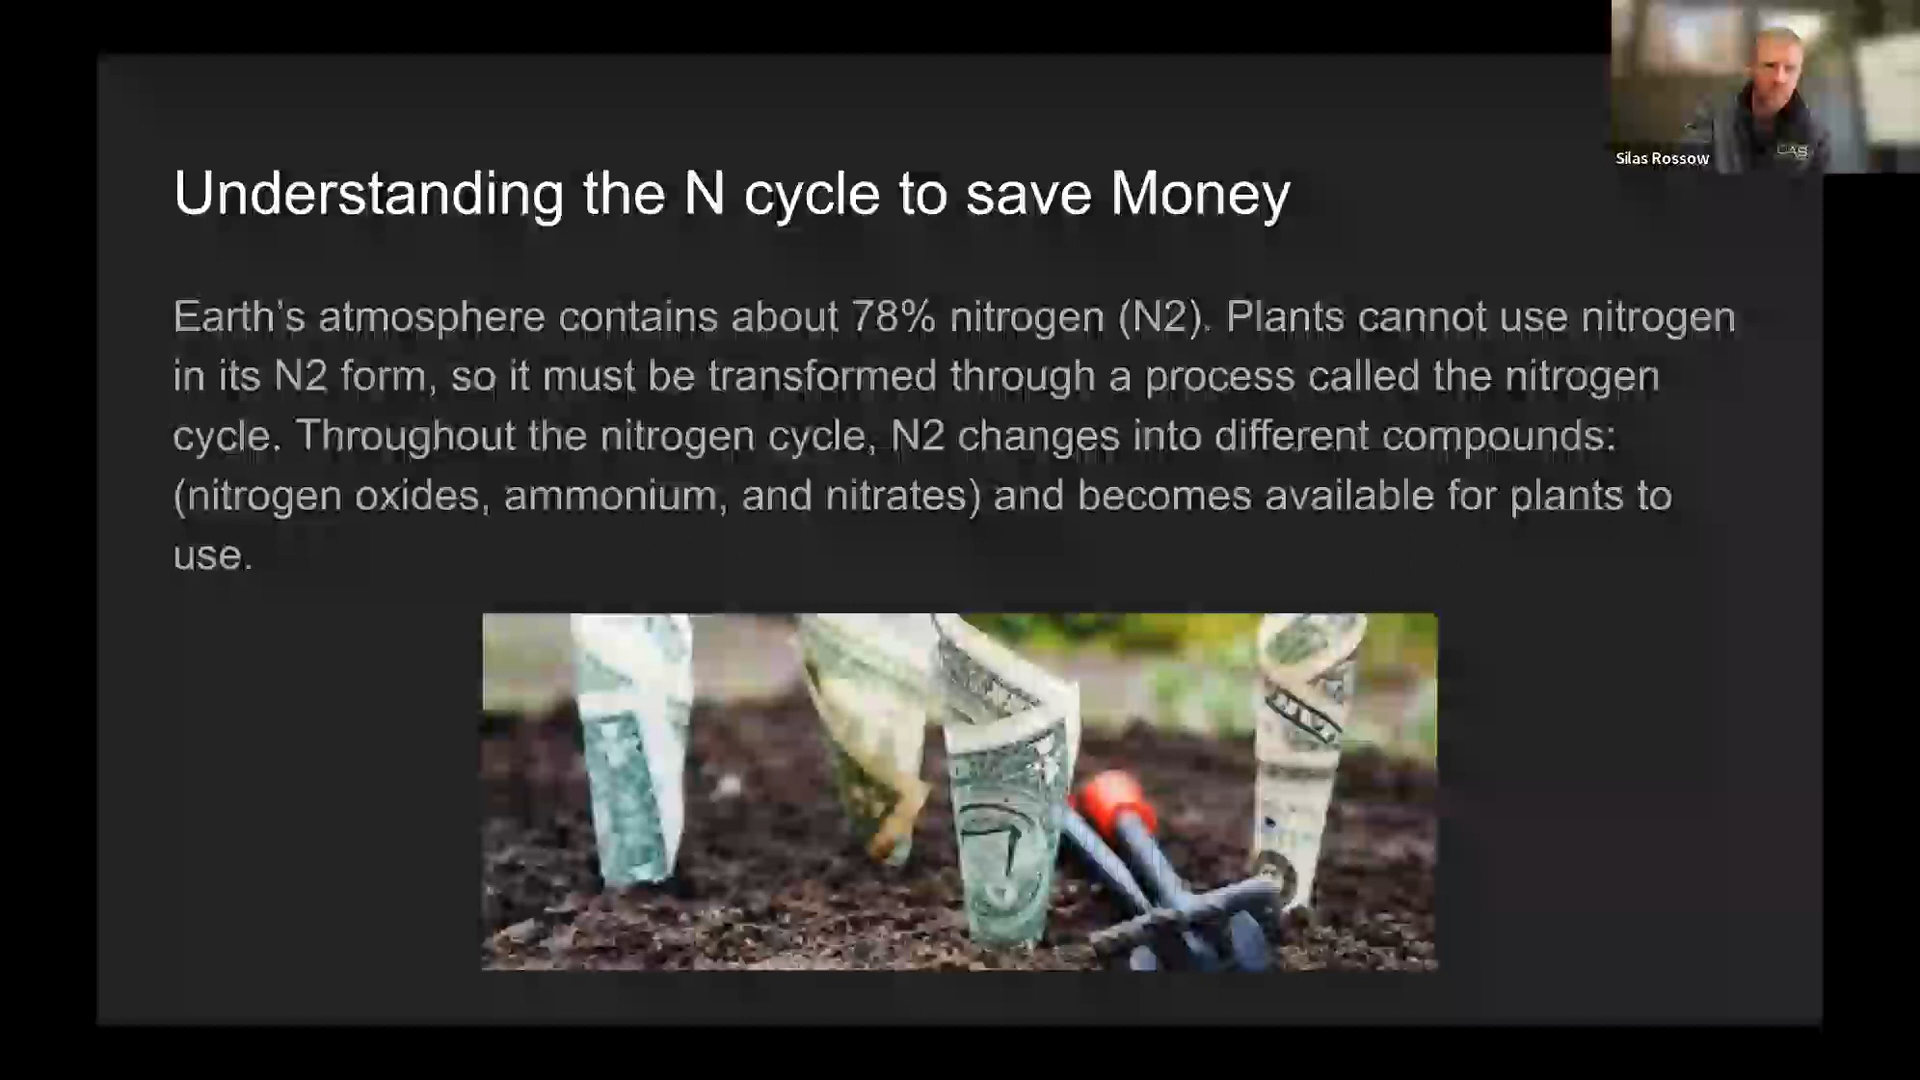 Silas Rossow
CAS
Understanding the N cycle to save Money
Earth's atmosphere contains about 78% nitrogen (N2). Plants cannot use nitrogen
in its N2 form, so it must be transformed through a process called the nitrogen
cycle. Throughout the nitrogen cycle, N2 changes into different compounds:
(nitrogen oxides, ammonium, and nitrates) and becomes available for plants to
use.